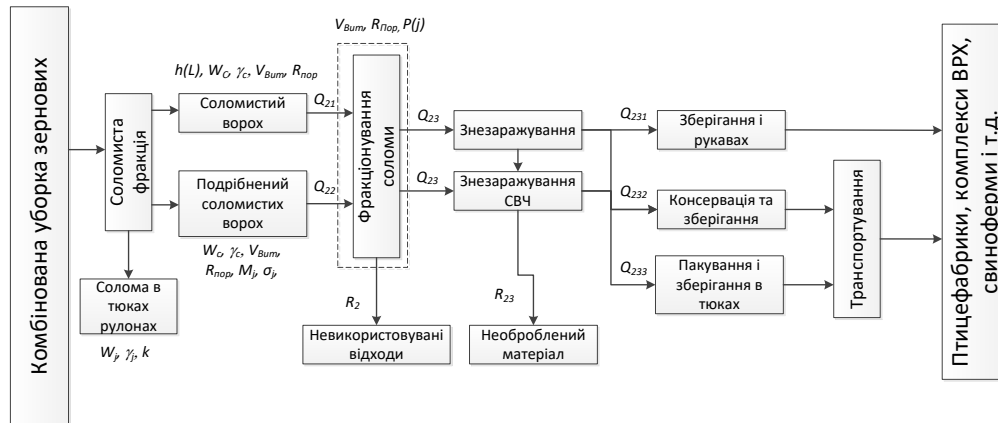 Комбінована уборка зернових
Соломиста
фракція
Солома в
тюках
рулонах
W_j, γ_j, k
h(L), W_C, γ_c, V_Вит, R_пор
Соломистий
ворох
Подрібнений
соломистих
ворох
W_c, γ_c, V_Вит,
R_пор, M_j, σ_j,
Q_21
Q_22
V_Вит, R_Пор, P(j)
Фракціонування
соломи
R_2
Невикористовувані
відходи
Q_23
Q_23
Знезаражування
Знезаражування
СВЧ
R_23
Необроблений
матеріал
Q_231
Зберігання і
рукавах
Q_232
Консервація та
зберігання
Q_233
Пакування і
зберігання в
тюках
Транспортування
Птицефабрики, комплекси ВРХ,
свиноферми і т.д.